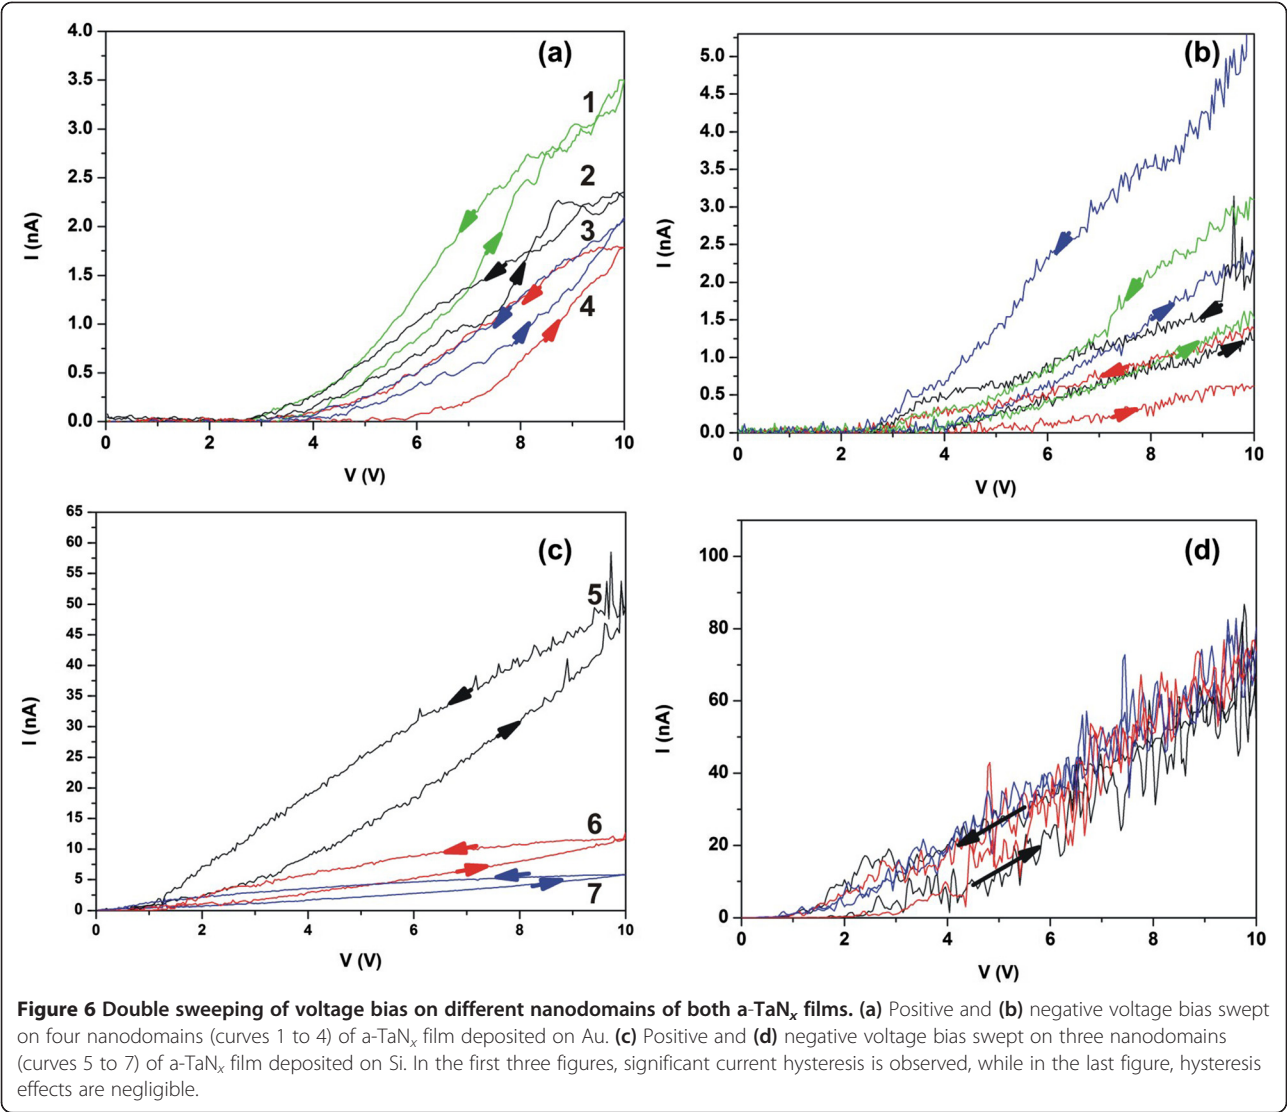 (a)
4.0
3.5
3.0
2.5
2.0
1.5
1.0
0.5
0.0
I (nA)
1
2
3
4
0 2 4 6 8 10
V (V)
(b)
5.0
4.5
4.0
3.5
3.0
2.5
2.0
1.5
1.0
0.5
0.0
I (nA)
0 2 4 6 8 10
V (V)
(c)
65
60
55
50
45
40
35
30
25
20
15
10
5
0
I (nA)
5
6
7
0 2 4 6 8 10
V (V)
(d)
100
80
60
40
20
0
I (nA)
0 2 4 6 8 10
V (V)
Figure 6 Double sweeping of voltage bias on different nanodomains of both a-TaNx films. (a) Positive and (b) negative voltage bias swept
on four nanodomains (curves 1 to 4) of a-TaNx film deposited on Au. (c) Positive and (d) negative voltage bias swept on three nanodomains
(curves 5 to 7) of a-TaNx film deposited on Si. In the first three figures, significant current hysteresis is observed, while in the last figure, hysteresis
effects are negligible.